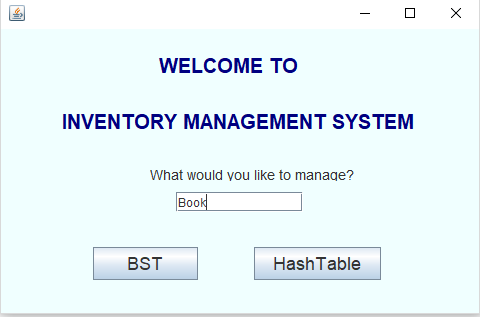 WELCOME TO
INVENTORY MANAGEMENT SYSTEM
What would you like to manage?
Book
BST HashTable